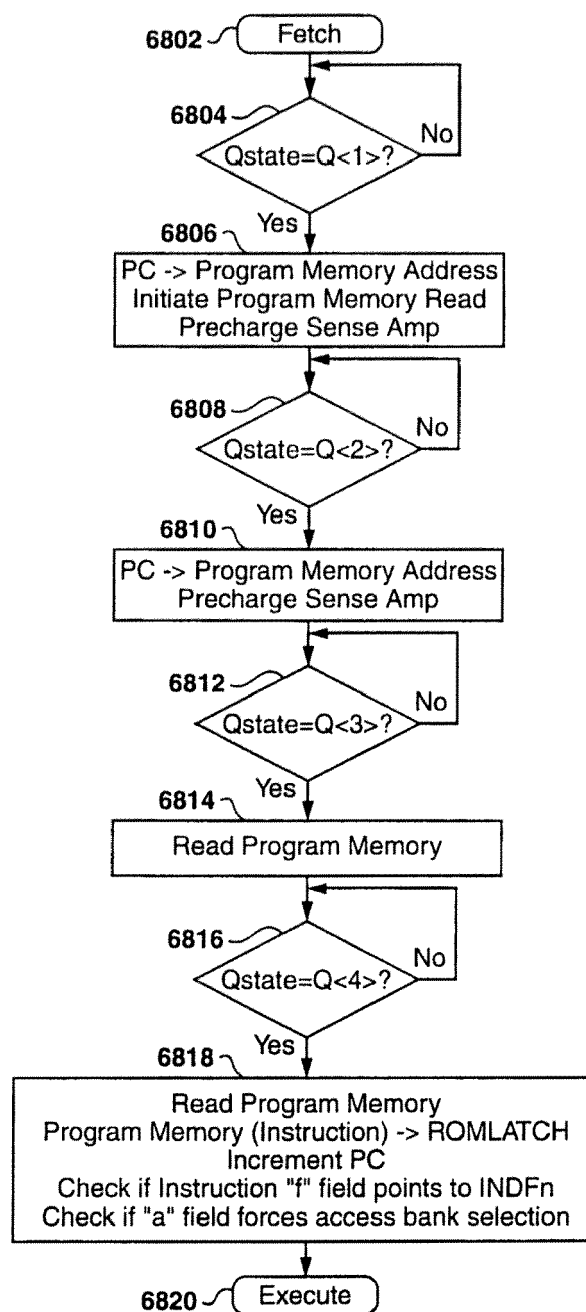 6802 Fetch
6804
Qstate=Q<1>?
No
Yes
6806
PC -> Program Memory Address
Initiate Program Memory Read
Precharge Sense Amp
6808
Qstate=Q<2>?
No
Yes
6810
PC -> Program Memory Address
Precharge Sense Amp
6812
Qstate=Q<3>?
No
Yes
6814
Read Program Memory
6816
Qstate=Q<4>?
No
Yes
6818
Read Program Memory
Program Memory (Instruction) -> ROMLATCH
Increment PC
Check if Instruction "f" field points to INDFn
Check if "a" field forces access bank selection
6820 Execute